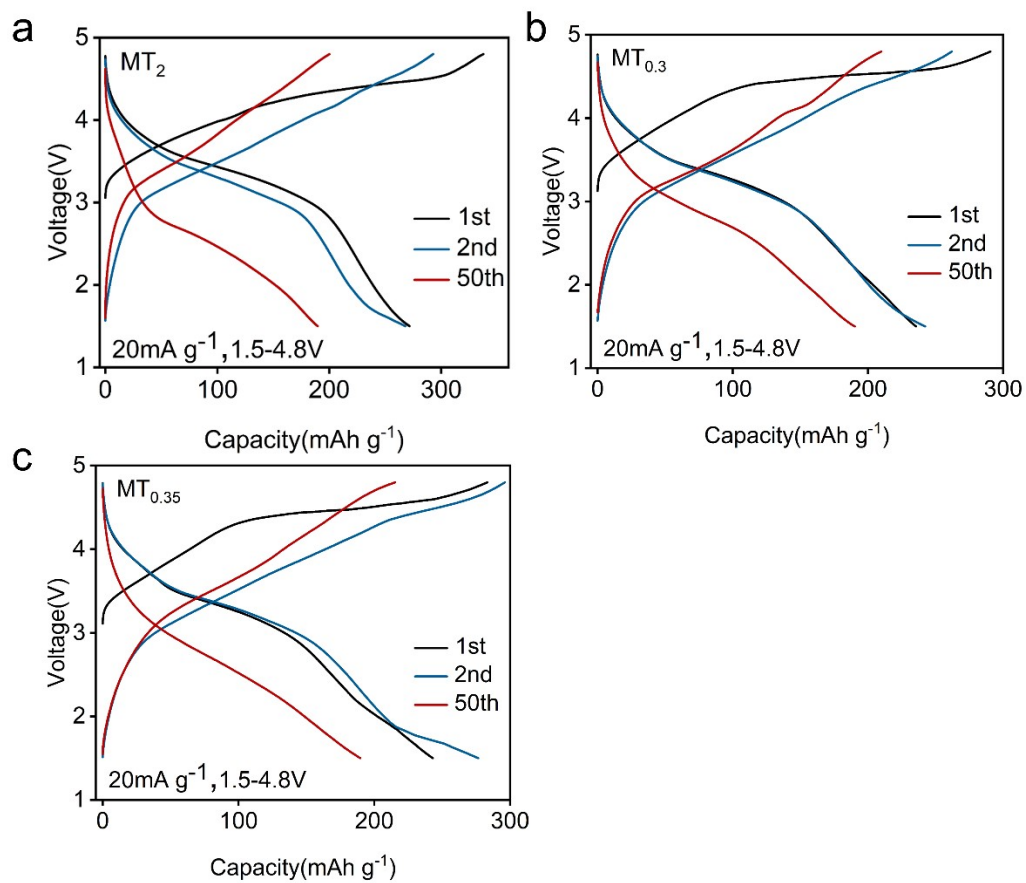 a
MT₂
5
4
3
2
1
Voltage(V)
1st
2nd
50th
20mA g⁻¹,1.5-4.8V
0
100
200
300
Capacity(mAh g⁻¹)
b
MT₀.₃
5
4
3
2
1
Voltage(V)
1st
2nd
50th
20mA g⁻¹,1.5-4.8V
0
100
200
300
Capacity(mAh g⁻¹)
c
MT₀.₃₅
5
4
3
2
1
Voltage(V)
1st
2nd
50th
20mA g⁻¹,1.5-4.8V
0
100
200
300
Capacity(mAh g⁻¹)